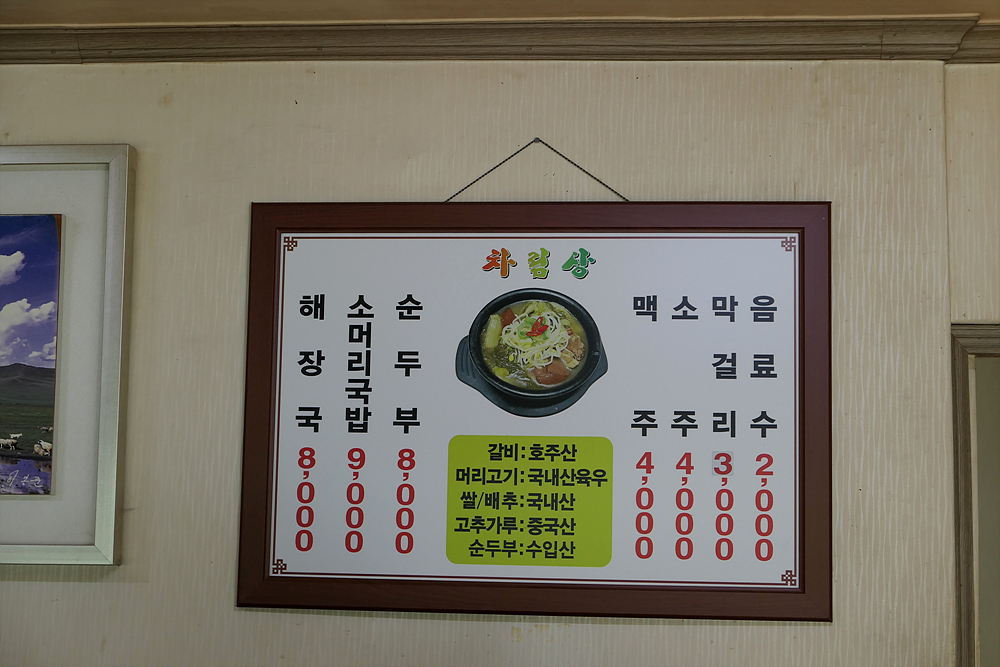 차림상
해장국 8,000
소머리국밥 9,000
순두부 8,000
갈비:호주산
머리고기:국내산육우
쌀/배추:국내산
고추가루:중국산
순두부:수입산
맥주 4,000
소주 4,000
막걸리 3,000
음료수 2,000